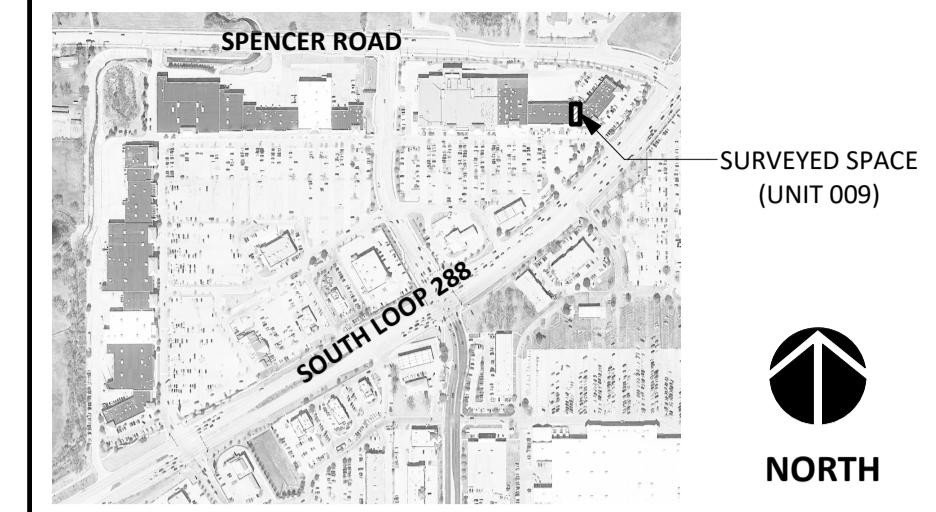 SPENCER ROAD
SURVEYED SPACE
(UNIT 009)
SOUTH LOOP 288
NORTH